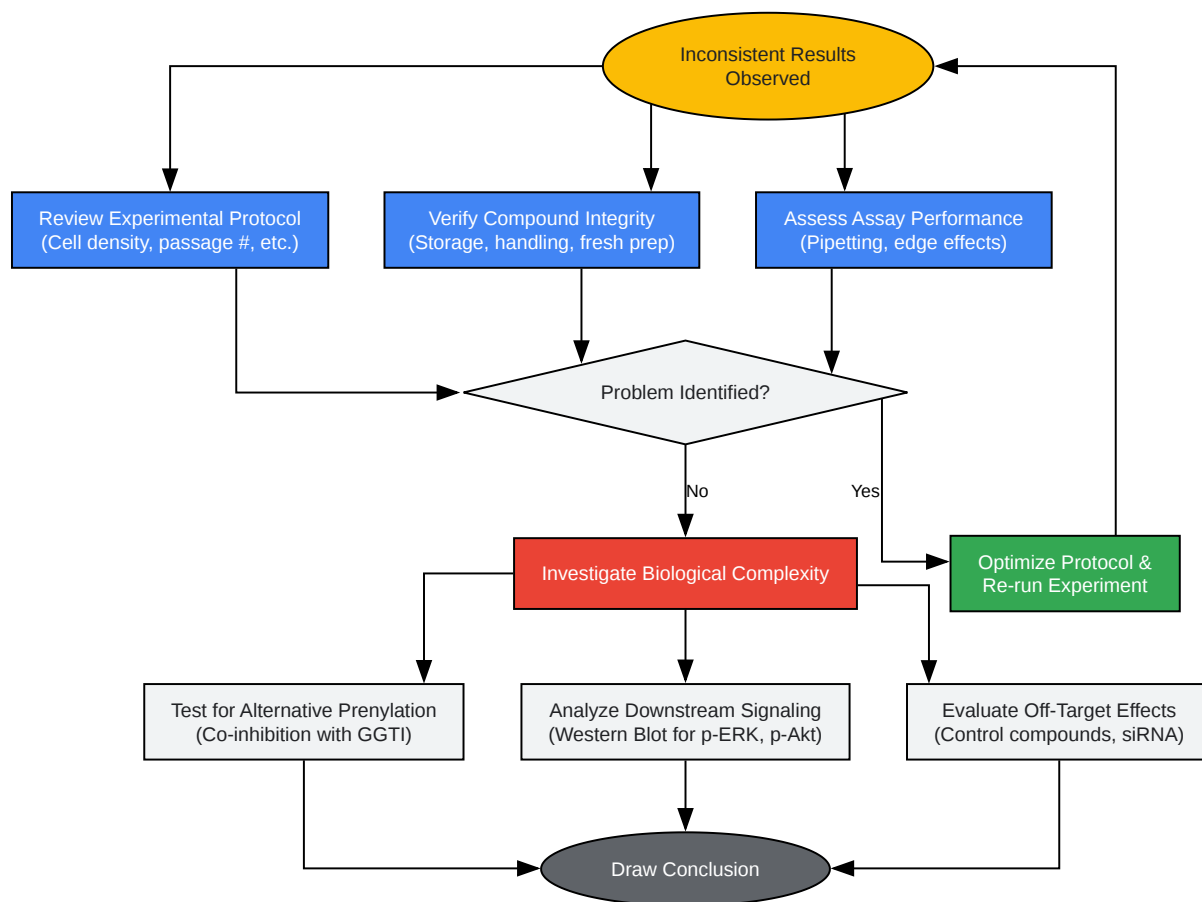 Inconsistent Results
Observed
Review Experimental Protocol
(Cell density, passage #, etc.)
Verify Compound Integrity
(Storage, handling, fresh prep)
Assess Assay Performance
(Pipetting, edge effects)
Problem Identified?
No
Yes
Investigate Biological Complexity
Optimize Protocol &
Re-run Experiment
Test for Alternative Prenylation
(Co-inhibition with GGTI)
Analyze Downstream Signaling
(Western Blot for p-ERK, p-Akt)
Evaluate Off-Target Effects
(Control compounds, siRNA)
Draw Conclusion